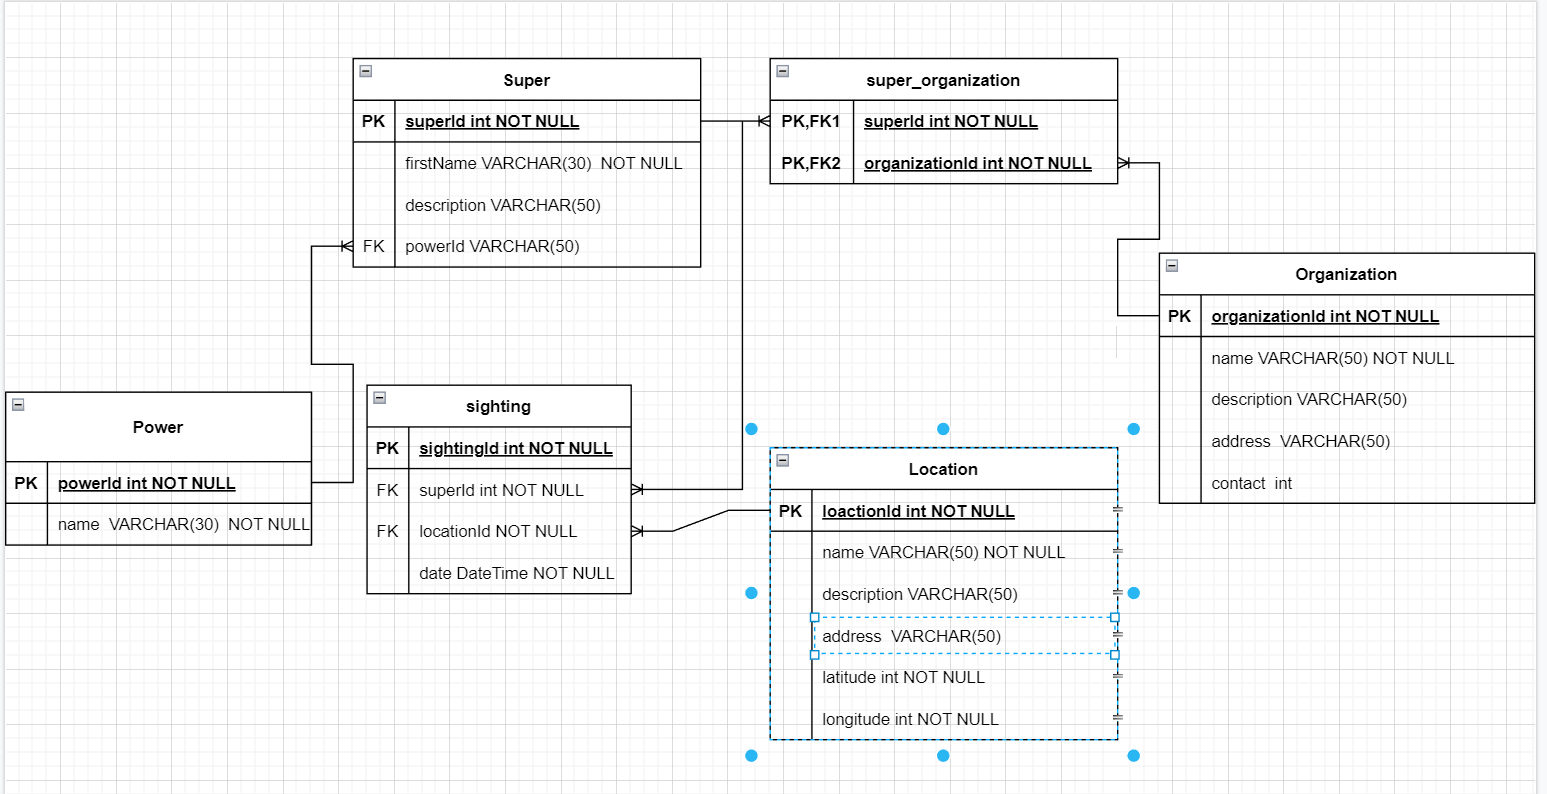 Super
PK superId int NOT NULL
firstName VARCHAR(30)  NOT NULL
description VARCHAR(50)
FK powerId VARCHAR(50)
super_organization
PK,FK1 superId int NOT NULL
PK,FK2 organizationId int NOT NULL
Organization
PK organizationId int NOT NULL
name VARCHAR(50) NOT NULL
description VARCHAR(50)
address  VARCHAR(50)
contact  int
Power
PK powerId int NOT NULL
name  VARCHAR(30)  NOT NULL
sighting
PK sightingId int NOT NULL
FK superId int NOT NULL
FK locationId NOT NULL
date DateTime NOT NULL
Location
PK loactionId int NOT NULL
name VARCHAR(50) NOT NULL
description VARCHAR(50)
address  VARCHAR(50)
latitude int NOT NULL
longitude int NOT NULL